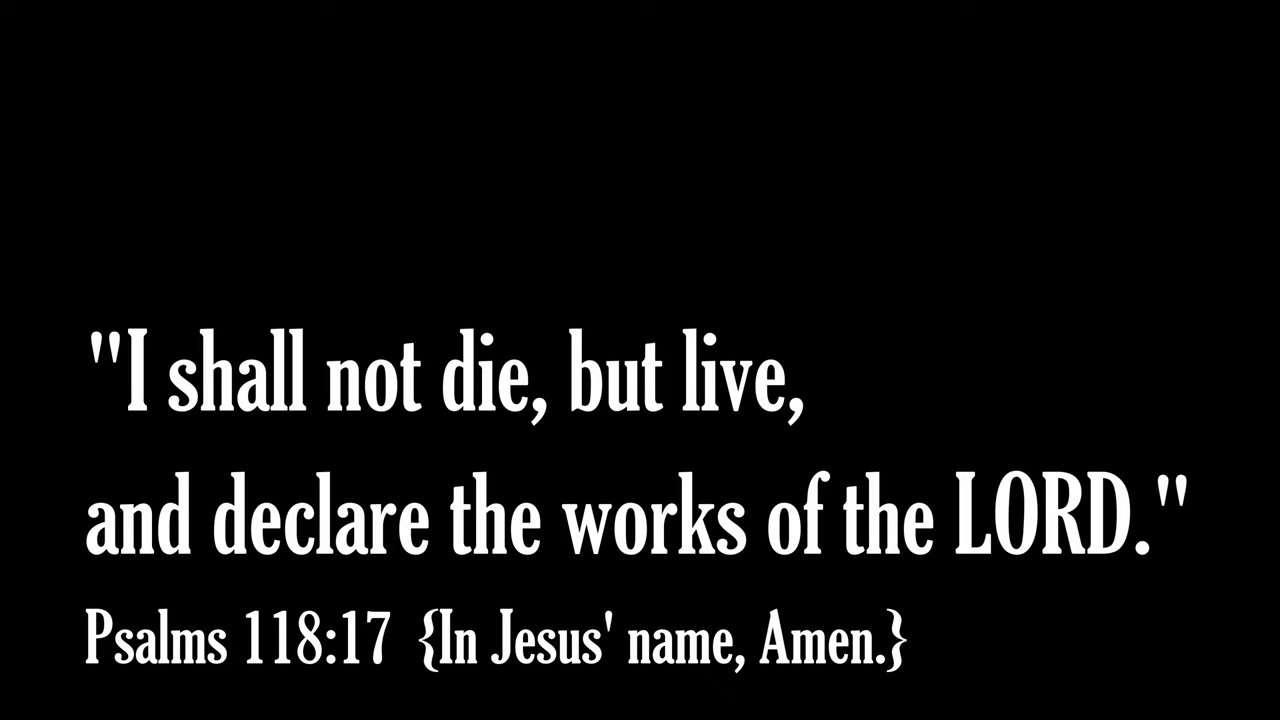 "I shall not die, but live,
and declare the works of the LORD."
Psalms 118:17 {In Jesus' name, Amen.}